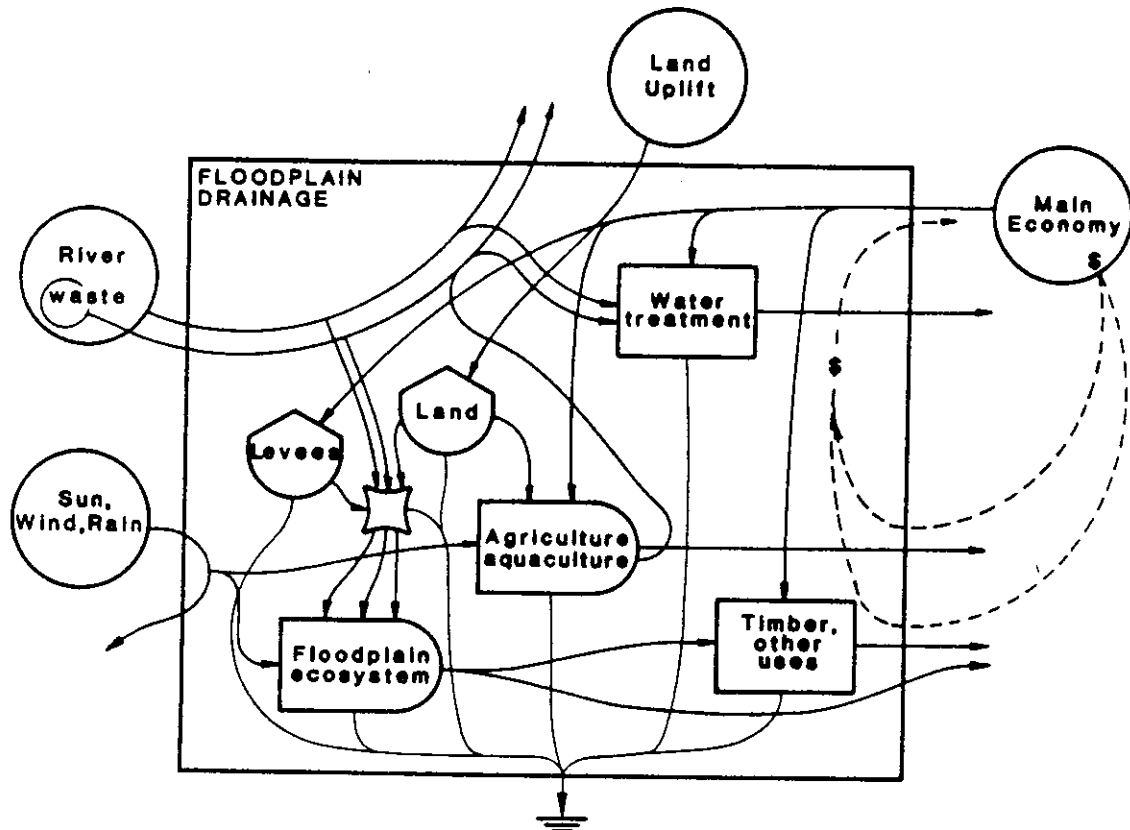 Land
Uplift
FLOODPLAIN
DRAINAGE
Main
Economy
$
River
waste
Water
treatment
$
Land
Levees
Sun,
Wind,Rain
Agriculture
aquaculture
Timber,
other
uses
Floodplain
ecosystem